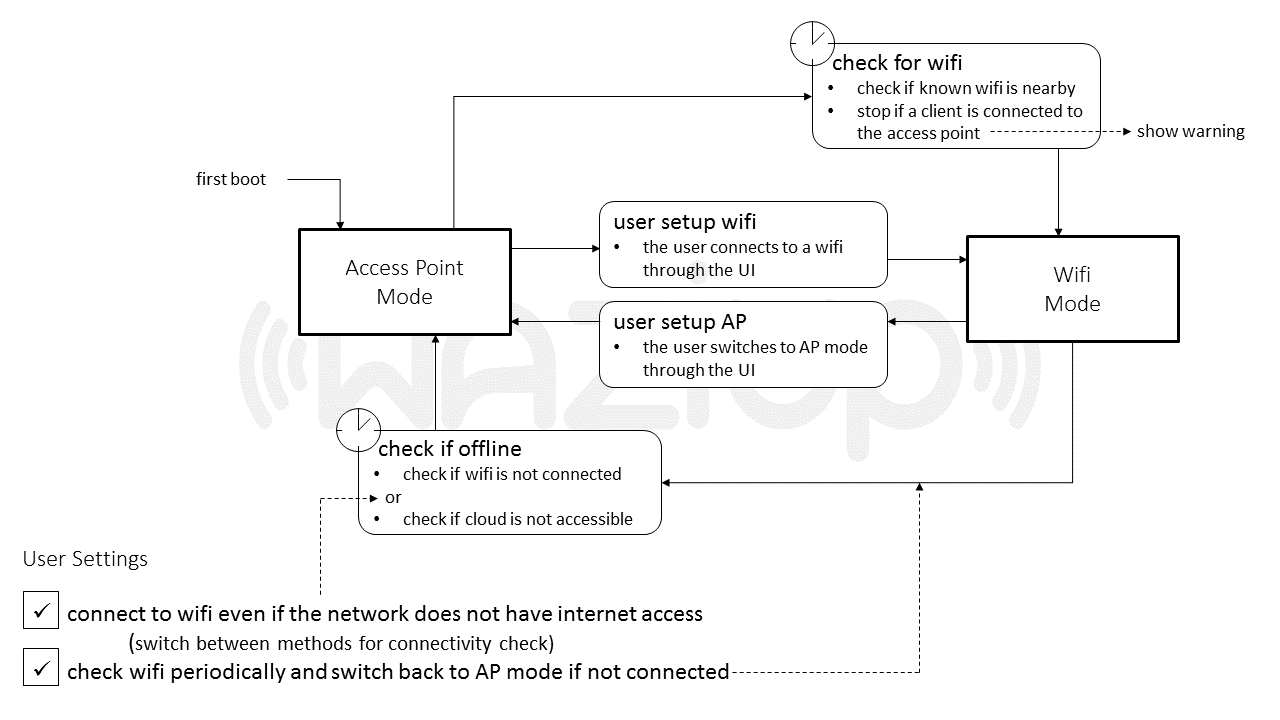 check for wifi
• check if known wifi is nearby
• stop if a client is connected to
the access point
show warning
first boot
Access Point
Mode
user setup wifi
• the user connects to a wifi
through the UI
Wifi
Mode
user setup AP
• the user switches to AP mode
through the UI
wazıup
check if offline
• check if wifi is not connected
or
• check if cloud is not accessible
User Settings
✓ connect to wifi even if the network does not have internet access
(switch between methods for connectivity check)
✓ check wifi periodically and switch back to AP mode if not connected